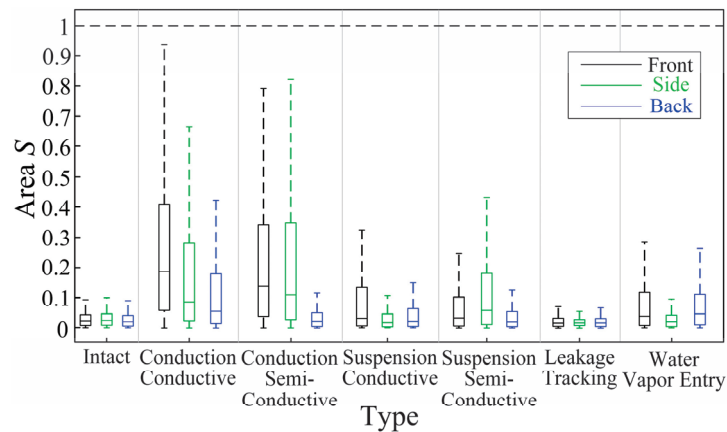 1
0.9
0.8
0.7
0.6
0.5
0.4
0.3
0.2
0.1
0
Area S
Front
Side
Back
Intact
Conduction
Conductive
Conduction
Semi-
Conductive
Suspension
Conductive
Suspension
Semi-
Conductive
Leakage
Tracking
Water
Vapor Entry
Type